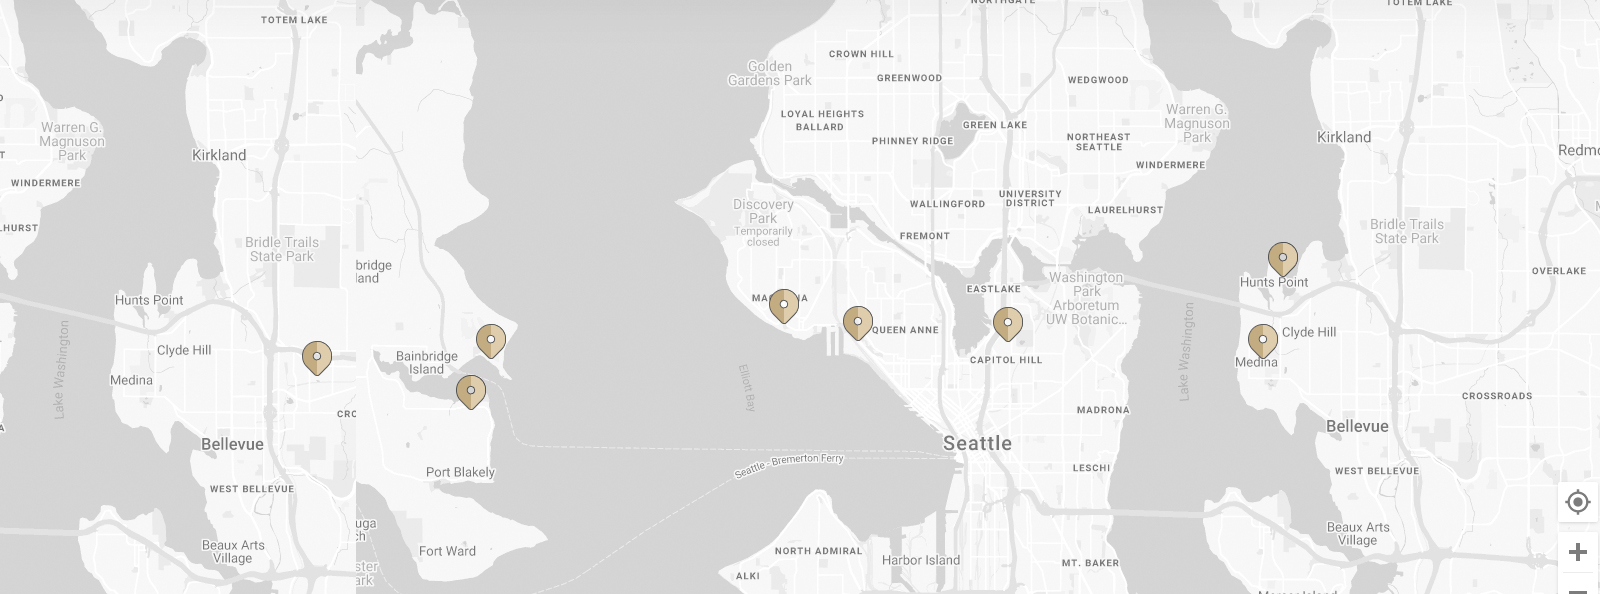 TOTEM LAKE
Warren G.
Magnuson
Park
Kirkland
WINDERMERE
LHURST
Bridle Trails
State Park
Hunts Point
Clyde Hill
Medina
Lake Washington
CRO
Bellevue
WEST BELLEVUE
Beaux Arts
Village
bridge
land
Bainbridge
Island
Port Blakely
Fort Ward
uga
ch
ster
ark
NORTHGATE
CROWN HILL
Golden
Gardens Park
GREENWOOD
WEDGWOOD
LOYAL HEIGHTS
BALLARD
PHINNEY RIDGE
GREEN LAKE
NORTHEAST
SEATTLE
Warren G.
Magnuson
Park
WINDERMERE
Discovery
Park
Temporarily
closed
WALLINGFORD
UNIVERSITY
DISTRICT
LAURELHURST
FREMONT
EASTLAKE
Washington
Park
Arboretum
UW Botanic...
QUEEN ANNE
CAPITOL HILL
Elliott Bay
MADRONA
Seattle
Seattle - Bremerton Ferry
LESCHI
NORTH ADMIRAL
Harbor Island
ALKI
MT. BAKER
TOTEM LAKE
Kirkland
Redmo
Bridle Trails
State Park
OVERLAKE
Hunts Point
Clyde Hill
Medina
Lake Washington
CROSSROADS
Bellevue
WEST BELLEVUE
Beaux Arts
Village